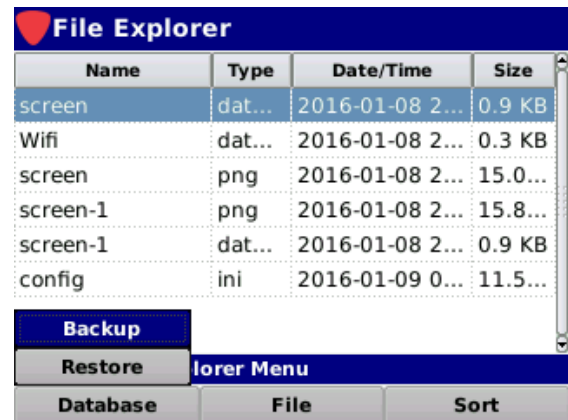 File Explorer
Name Type Date/Time Size
screen dat... 2016-01-08 2... 0.9 KB
Wifi dat... 2016-01-08 2... 0.3 KB
screen png 2016-01-08 2... 15.0...
screen-1 png 2016-01-08 2... 15.8...
screen-1 dat... 2016-01-08 2... 0.9 KB
config ini 2016-01-09 0... 11.5...
Backup
Restore lorer Menu
Database File Sort